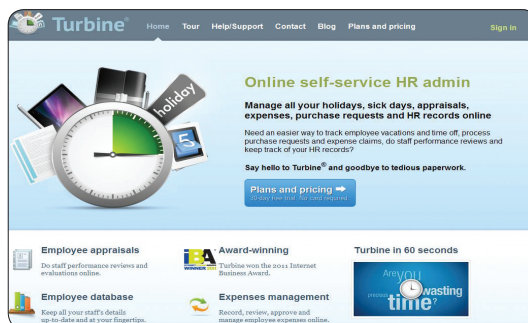 Turbine®
Home Tour Help/Support Contact Blog Plans and pricing Sign in
holiday
5
Online self-service HR admin
Manage all your holidays, sick days, appraisals,
expenses, purchase requests and HR records online
Need an easier way to track employee vacations and time off, process
purchase requests and expense claims, do staff performance reviews and
keep track of your HR records?
Say hello to Turbine® and goodbye to tedious paperwork.
Plans and pricing
30-day free trial. No card required.
Employee appraisals
Do staff performance reviews and
evaluations online.
iBA
WINNER 2011
Award-winning
Turbine won the 2011 Internet
Business Award.
Turbine in 60 seconds
Are you
wasting
previous
time?
Employee database
Keep all your staff's details
up-to-date and at your fingertips.
Expenses management
Record, review, approve and
manage employee expenses online.